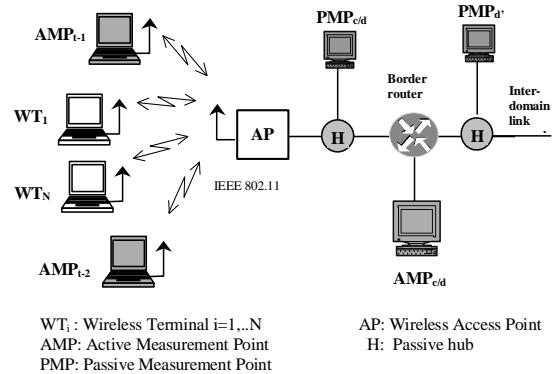 AMPt-1
PMPc/d
PMPd'
WT1
Border
router
Inter-
domain
link
AP
H
H
WTN
IEEE 802.11
AMPt-2
AMPc/d
WTi : Wireless Terminal i=1,..N
AMP: Active Measurement Point
PMP: Passive Measurement Point
AP: Wireless Access Point
H: Passive hub